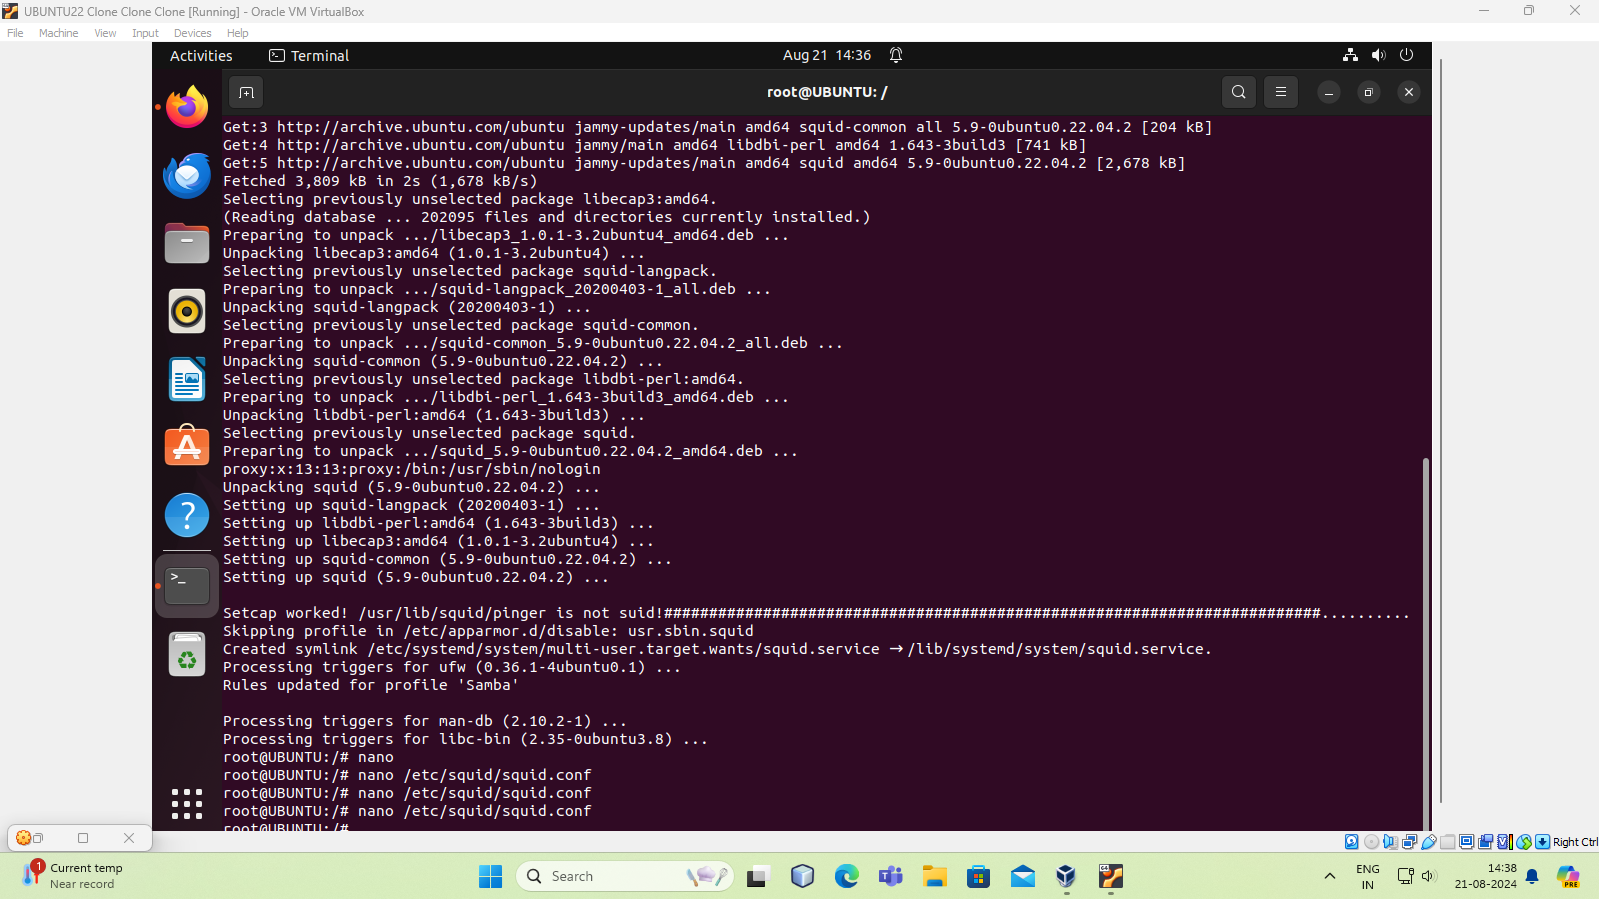 UBUNTU22 Clone Clone Clone [Running] - Oracle VM VirtualBox
File Machine View Input Devices Help
Activities Terminal Aug 21 14:36
root@UBUNTU: /
Get:3 http://archive.ubuntu.com/ubuntu jammy-updates/main amd64 squid-common all 5.9-0ubuntu0.22.04.2 [204 kB]
Get:4 http://archive.ubuntu.com/ubuntu jammy/main amd64 libdbi-perl amd64 1.643-3build3 [741 kB]
Get:5 http://archive.ubuntu.com/ubuntu jammy-updates/main amd64 squid amd64 5.9-0ubuntu0.22.04.2 [2,678 kB]
Fetched 3,809 kB in 2s (1,678 kB/s)
Selecting previously unselected package libecap3:amd64.
(Reading database ... 202095 files and directories currently installed.)
Preparing to unpack .../libecap3_1.0.1-3.2ubuntu4_amd64.deb ...
Unpacking libecap3:amd64 (1.0.1-3.2ubuntu4) ...
Selecting previously unselected package squid-langpack.
Preparing to unpack .../squid-langpack_20200403-1_all.deb ...
Unpacking squid-langpack (20200403-1) ...
Selecting previously unselected package squid-common.
Preparing to unpack .../squid-common_5.9-0ubuntu0.22.04.2_all.deb ...
Unpacking squid-common (5.9-0ubuntu0.22.04.2) ...
Selecting previously unselected package libdbi-perl:amd64.
Preparing to unpack .../libdbi-perl_1.643-3build3_amd64.deb ...
Unpacking libdbi-perl:amd64 (1.643-3build3) ...
Selecting previously unselected package squid.
Preparing to unpack .../squid_5.9-0ubuntu0.22.04.2_amd64.deb ...
proxy:x:13:13:proxy:/bin:/usr/sbin/nologin
Unpacking squid (5.9-0ubuntu0.22.04.2) ...
Setting up squid-langpack (20200403-1) ...
Setting up libdbi-perl:amd64 (1.643-3build3) ...
Setting up libecap3:amd64 (1.0.1-3.2ubuntu4) ...
Setting up squid-common (5.9-0ubuntu0.22.04.2) ...
Setting up squid (5.9-0ubuntu0.22.04.2) ...
Setcap worked! /usr/lib/squid/pinger is not suid!#########################################################################..........
Skipping profile in /etc/apparmor.d/disable: usr.sbin.squid
Created symlink /etc/systemd/system/multi-user.target.wants/squid.service → /lib/systemd/system/squid.service.
Processing triggers for ufw (0.36.1-4ubuntu0.1) ...
Rules updated for profile 'Samba'
Processing triggers for man-db (2.10.2-1) ...
Processing triggers for libc-bin (2.35-0ubuntu3.8) ...
root@UBUNTU:/# nano
root@UBUNTU:/# nano /etc/squid/squid.conf
root@UBUNTU:/# nano /etc/squid/squid.conf
root@UBUNTU:/# nano /etc/squid/squid.conf
root@UBUNTU:/#
Right Ctrl
1
Current temp
Near record
Search
ENG
IN
14:38
21-08-2024
PRE